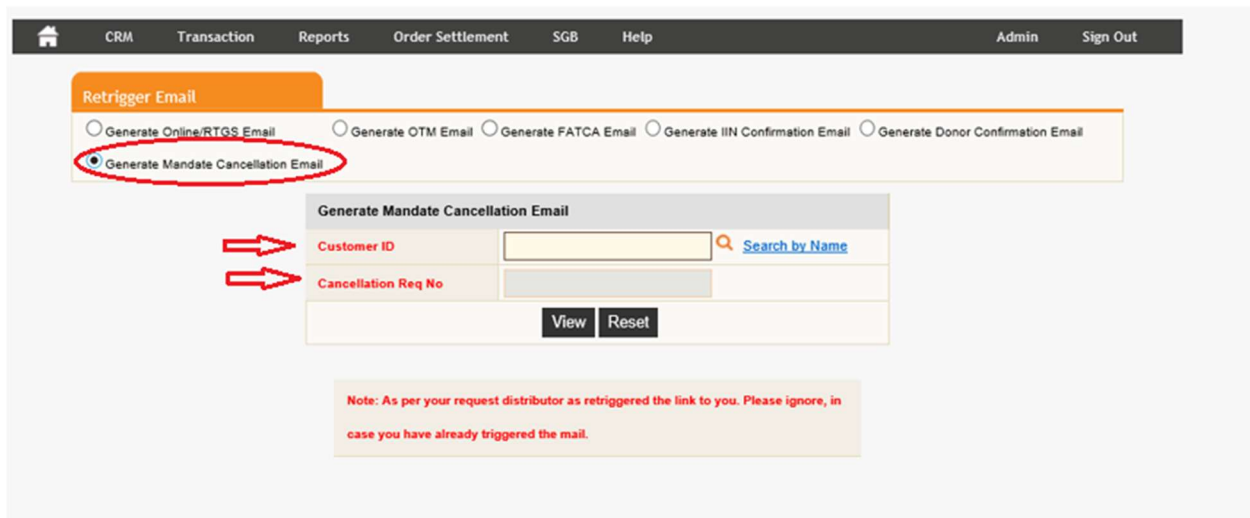 CRM Transaction Reports Order Settlement SGB Help Admin Sign Out
Retrigger Email
Generate Online/RTGS Email Generate OTM Email Generate FATCA Email Generate IIN Confirmation Email Generate Donor Confirmation Email
Generate Mandate Cancellation Email
Generate Mandate Cancellation Email
Customer ID Search by Name
Cancellation Req No
View Reset
Note: As per your request distributor as retriggered the link to you. Please ignore, in
case you have already triggered the mail.